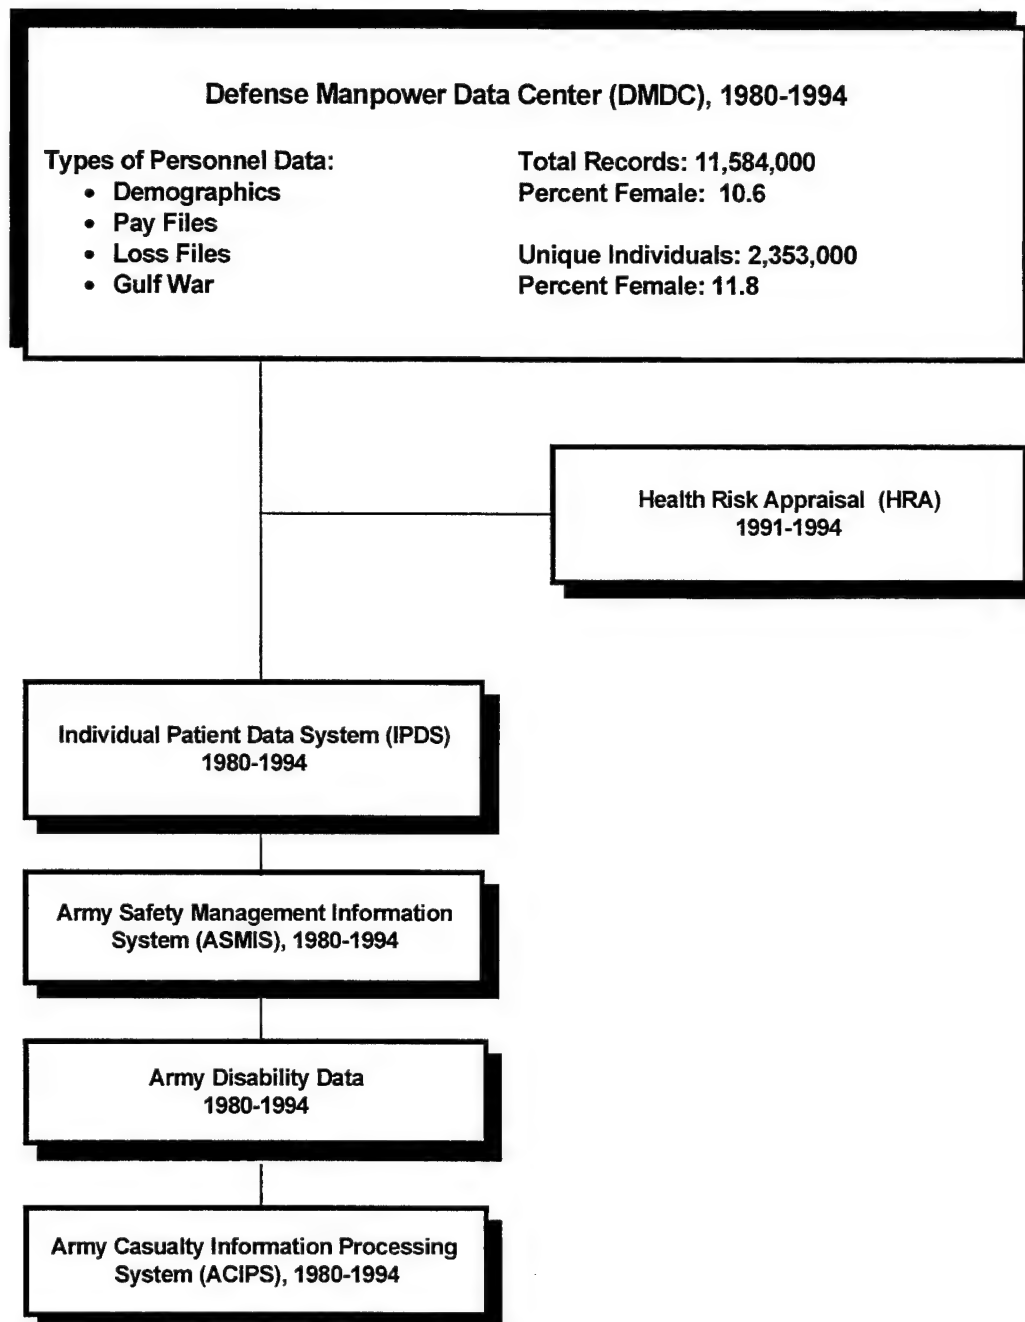 Defense Manpower Data Center (DMDC), 1980-1994
Types of Personnel Data:
• Demographics
• Pay Files
• Loss Files
• Gulf War
Total Records: 11,584,000
Percent Female: 10.6
Unique Individuals: 2,353,000
Percent Female: 11.8
Health Risk Appraisal (HRA)
1991-1994
Individual Patient Data System (IPDS)
1980-1994
Army Safety Management Information
System (ASMIS), 1980-1994
Army Disability Data
1980-1994
Army Casualty Information Processing
System (ACIPS), 1980-1994